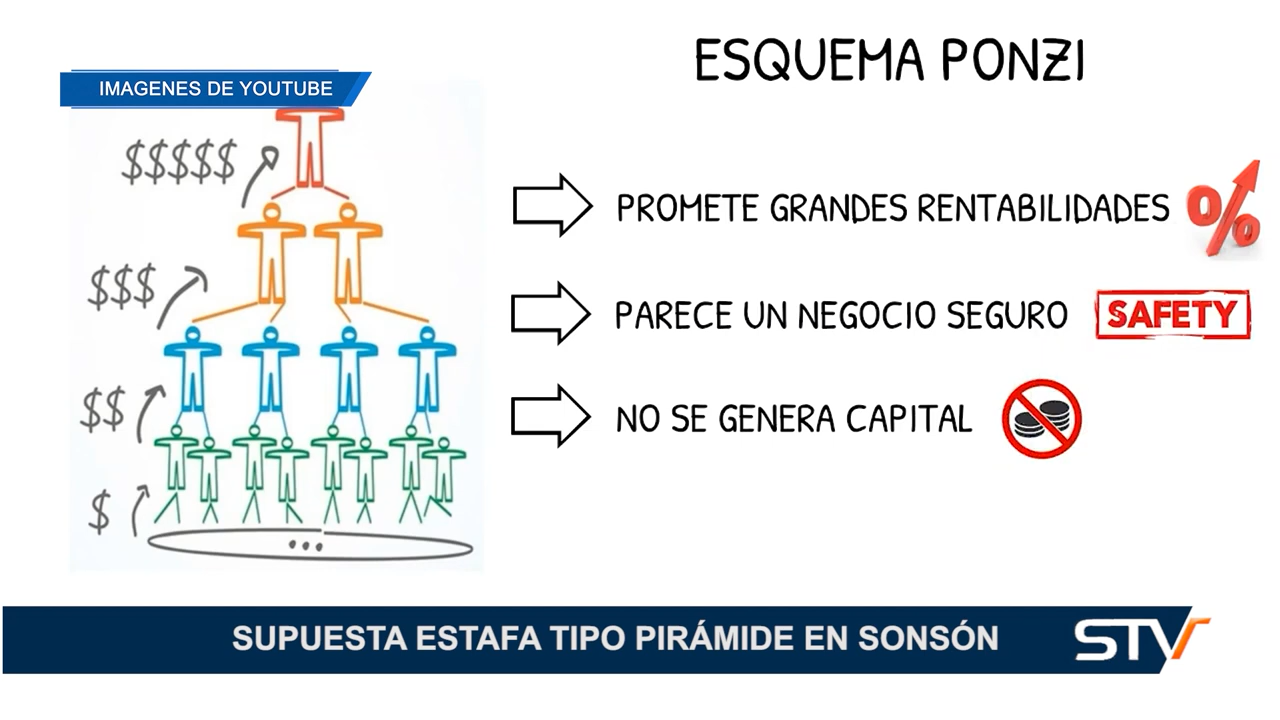 ESQUEMA PONZI
IMAGENES DE YOUTUBE
$$$$$
PROMETE GRANDES RENTABILIDADES %
$$$
PARECE UN NEGOCIO SEGURO SAFETY
$$
NO SE GENERA CAPITAL
$
...
SUPUESTA ESTAFA TIPO PIRÁMIDE EN SONSÓN STV